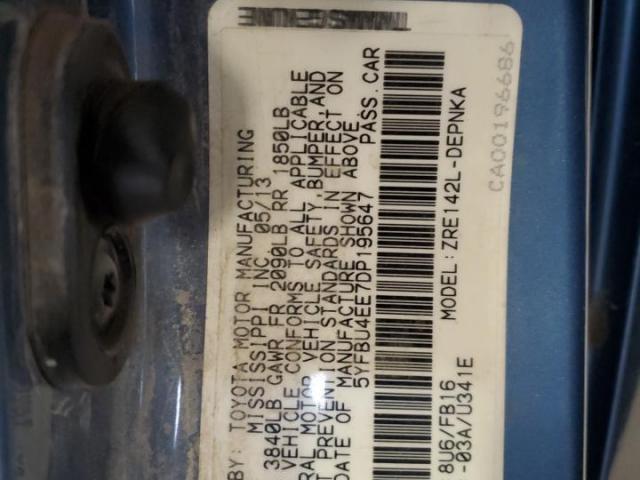 BY: TOYOTA MOTOR MANUFACTURING
MISSISSIPPI INC. 05/13
3840LB GAWR FR 2090LB RR 1850LB
VEHICLE CONFORMS TO ALL APPLICABLE
RAL MOTOR VEHICLE SAFETY, BUMPER, AND
T PREVENTION STANDARDS IN EFFECT ON
DATE OF MANUFACTURE SHOWN ABOVE.
5YFBU4EE7DP195647 PASS. CAR
MODEL: ZRE142L-DEPNKA
8U6/FB16
-03A/U341E
CA00196686